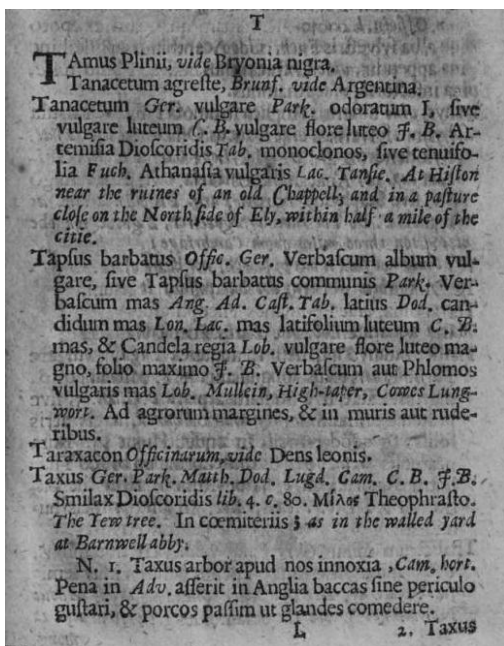 T
TAmus Plinii, vide Bryonia nigra.
Tanacetum agreſte, Brunſ. vide Argentina.
Tanacetum Ger. vulgare Park. odoratum I, ſive
vulgare luteum C. B. vulgare flore luteo J. B. Ar-
temiſia Dioſcoridis Tab. monoclonos, ſive tenuifo-
lia Fuch. Athanaſia vulgaris Lac. Tanſie. At Hiſton
near the ruines of an old Chappell; and in a paſture
cloſe on the North ſide of Ely, within half a mile of the
citie.
Tapſus barbatus Offic. Ger. Verbaſcum album vul-
gare, ſive Tapſus barbatus communis Park. Ver-
baſcum mas Ang. Ad. Caſt. Tab. latius Dod. can-
didum mas Lon. Lac. mas latifolium luteum C. B.
mas, & Candela regia Lob. vulgare flore luteo ma-
gno, folio maximo J. B. Verbaſcum aut Phlomos
vulgaris mas Lob. Mullein, High-taper, Cowes Lung-
wort. Ad agrorum margines, & in muris aut rude-
ribus.
Taraxacon Officinarum, vide Dens leonis.
Taxus Ger. Park. Matth. Dod. Lugd. Cam. C. B. J. B.
Smilax Dioſcoridis lib. 4. c. 80. Μίλος Theophraſto.
The Yew tree. In cœmiteriis; as in the walled yard
at Barnwell abby.
N. 1. Taxus arbor apud nos innoxia, Cam. hort.
Pena in Adv. aſſerit in Anglia baccas ſine periculo
guſtari, & porcos paſſim ut glandes comedere.
L 2. Taxus